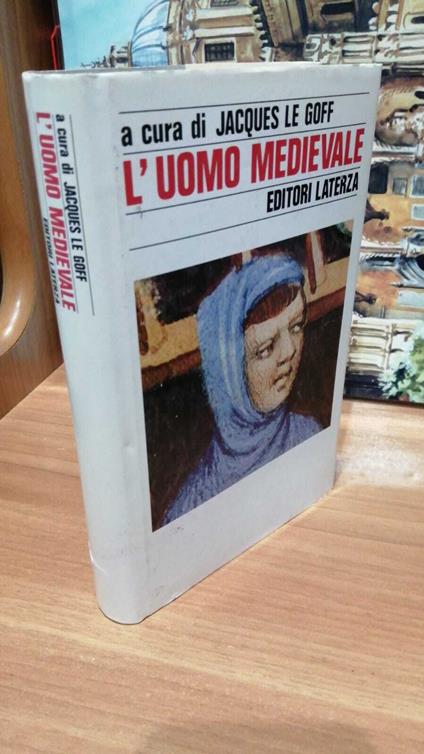 a cura di JACQUES LE GOFF
L'UOMO MEDIEVALE
EDITORI LATERZA
a cura di JACQUES LE GOFF
L'UOMO MEDIEVALE
EDITORI LATERZA